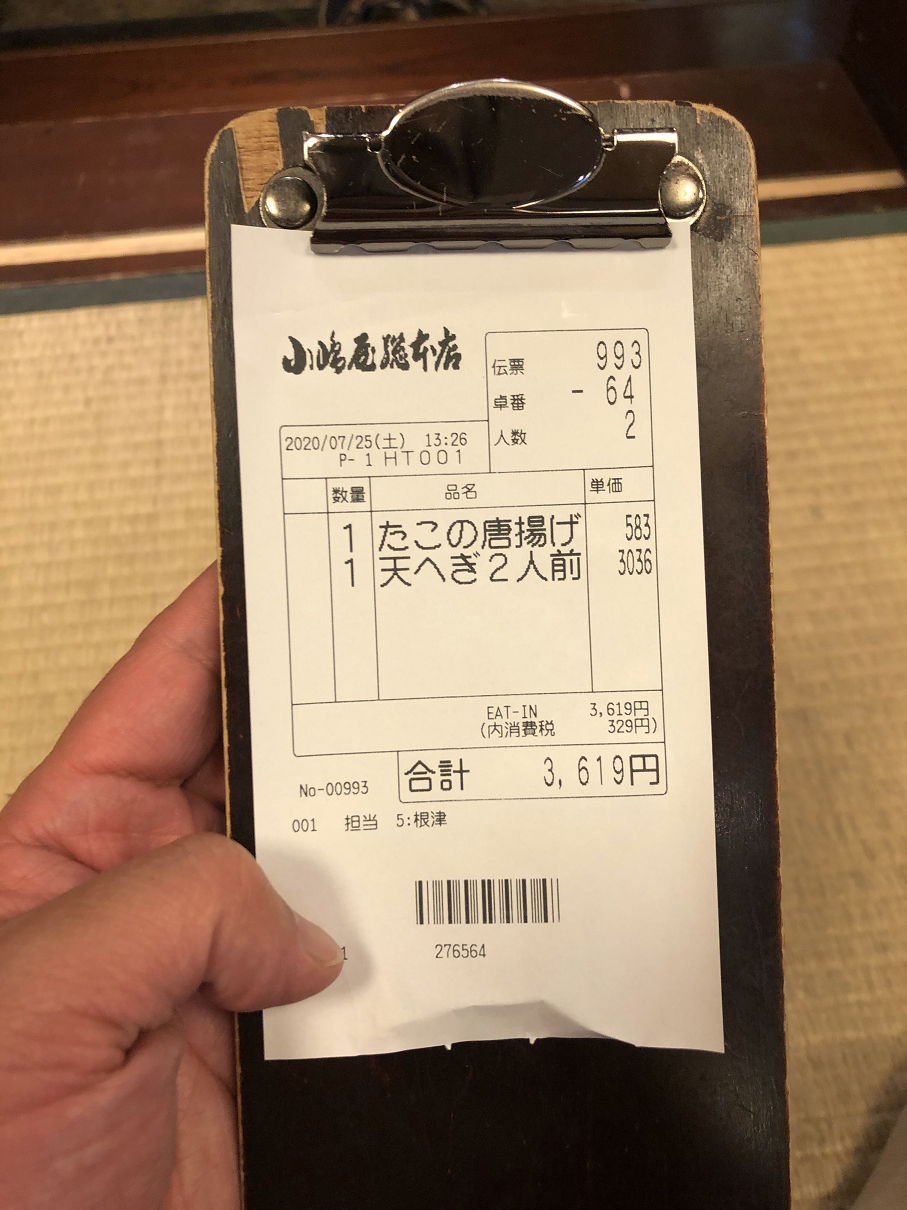 小嶋屋総本店
伝票 993
卓番 - 64
人数 2
2020/07/25(土) 13:26
P- 1 HT001
数量 品名 単価
1 たこの唐揚げ 583
1 天へぎ2人前 3036
EAT-IN 3,619円
(内消費税 329円)
合計 3,619円
No-00993
001 担当 5:根津
1 276564